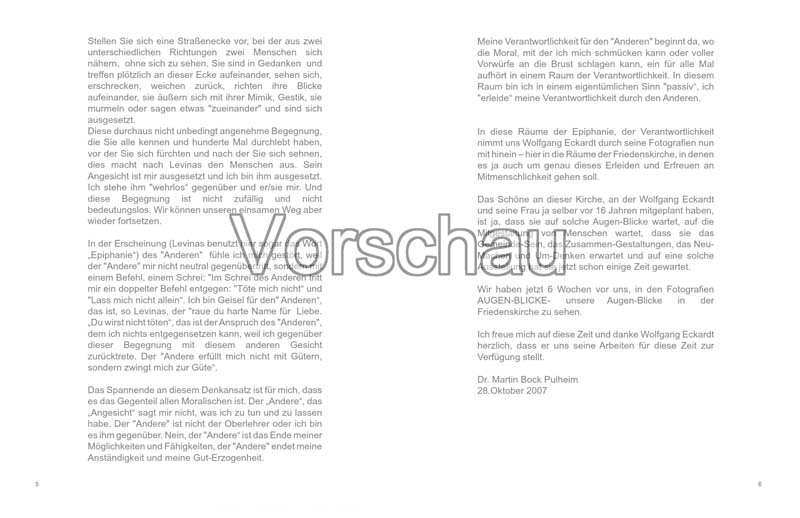 Stellen Sie sich eine Straßenecke vor, bei der aus zwei
unterschiedlichen Richtungen zwei Menschen sich
nähern, ohne sich zu sehen. Sie sind in Gedanken und
treffen plötzlich an dieser Ecke aufeinander, sehen sich,
erschrecken, weichen zurück, richten ihre Blicke
aufeinander, sie äußern sich mit ihrer Mimik, Gestik, sie
murmeln oder sagen etwas "zueinander" und sind sich
ausgesetzt.
Diese durchaus nicht unbedingt angenehme Begegnung,
die Sie alle kennen und hunderte Mal durchlebt haben,
vor der Sie sich fürchten und nach der Sie sich sehnen,
dies macht nach Levinas den Menschen aus. Sein
Angesicht ist mir ausgesetzt und ich bin ihm ausgesetzt.
Ich stehe ihm "wehrlos“ gegenüber und er/sie mir. Und
diese Begegnung ist nicht zufällig und nicht
bedeutungslos. Wir können unseren einsamen Weg aber
wieder fortsetzen.
In der Erscheinung (Levinas benutzt hier sogar das Wort
„Epiphanie“) des "Anderen" fühle ich mich gestört, weil
der "Andere" mir nicht neutral gegenübertritt, sondern mit
einem Befehl, einem Schrei: "Im Schrei des Anderen tritt
mir ein doppelter Befehl entgegen: "Töte mich nicht“ und
"Lass mich nicht allein“. Ich bin Geisel für den" Anderen“,
das ist, so Levinas, der "raue du harte Name für Liebe.
„Du wirst nicht töten“, das ist der Anspruch des "Anderen",
dem ich nichts entgegensetzen kann, weil ich gegenüber
dieser Begegnung mit diesem anderen Gesicht
zurücktrete. Der "Andere erfüllt mich nicht mit Gütern,
sondern zwingt mich zur Güte“.
Das Spannende an diesem Denkansatz ist für mich, dass
es das Gegenteil allen Moralischen ist. Der „Andere“, das
„Angesicht“ sagt mir nicht, was ich zu tun und zu lassen
habe. Der "Andere" ist nicht der Oberlehrer oder ich bin
es ihm gegenüber. Nein, der "Andere“ ist das Ende meiner
Möglichkeiten und Fähigkeiten, der "Andere" endet meine
Anständigkeit und meine Gut-Erzogenheit.
5
Meine Verantwortlichkeit für den "Anderen" beginnt da, wo
die Moral, mit der ich mich schmücken kann oder voller
Vorwürfe an die Brust schlagen kann, ein für alle Mal
aufhört in einem Raum der Verantwortlichkeit. In diesem
Raum bin ich in einem eigentümlichen Sinn "passiv“, ich
"erleide“ meine Verantwortlichkeit durch den Anderen.
In diese Räume der Epiphanie, der Verantwortlichkeit
nimmt uns Wolfgang Eckardt durch seine Fotografien nun
mit hinein – hier in die Räume der Friedenskirche, in denen
es ja auch um genau dieses Erleiden und Erfreuen an
Mitmenschlichkeit gehen soll.
Das Schöne an dieser Kirche, an der Wolfgang Eckardt
und seine Frau ja selber vor 16 Jahren mitgeplant haben,
ist ja, dass sie auf solche Augen-Blicke wartet, auf die
Mitgestaltung von Menschen wartet, dass sie das
Gemeinde-Sein, das Zusammen-Gestaltungen, das Neu-
Machen und Um-Denken erwartet und auf eine solche
Ausstellung hat sie jetzt schon einige Zeit gewartet.
Wir haben jetzt 6 Wochen vor uns, in den Fotografien
AUGEN-BLICKE- unsere Augen-Blicke in der
Friedenskirche zu sehen.
Ich freue mich auf diese Zeit und danke Wolfgang Eckardt
herzlich, dass er uns seine Arbeiten für diese Zeit zur
Verfügung stellt.
Dr. Martin Bock Pulheim
28.Oktober 2007
6
Vorschau